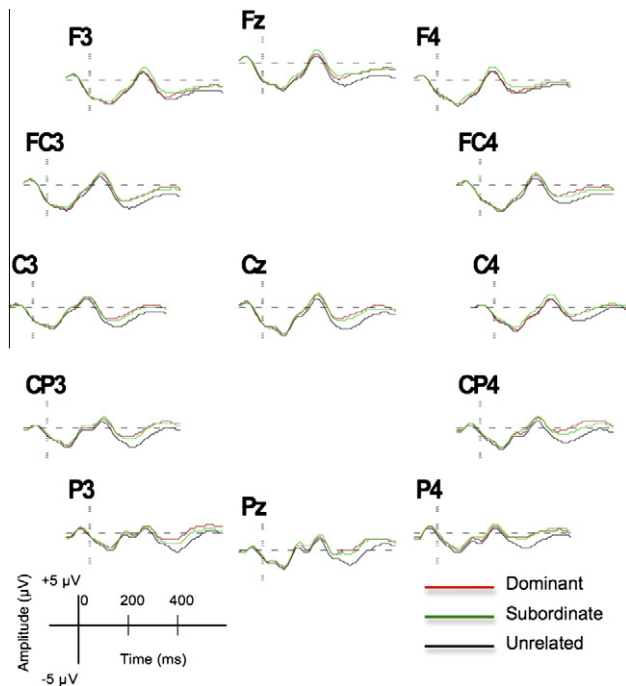 F3 Fz F4
FC3 FC4
C3 Cz C4
CP3 CP4
P3 Pz P4
+5 µV
0 200 400
Amplitude (µV)
Time (ms)
-5 µV
Dominant
Subordinate
Unrelated